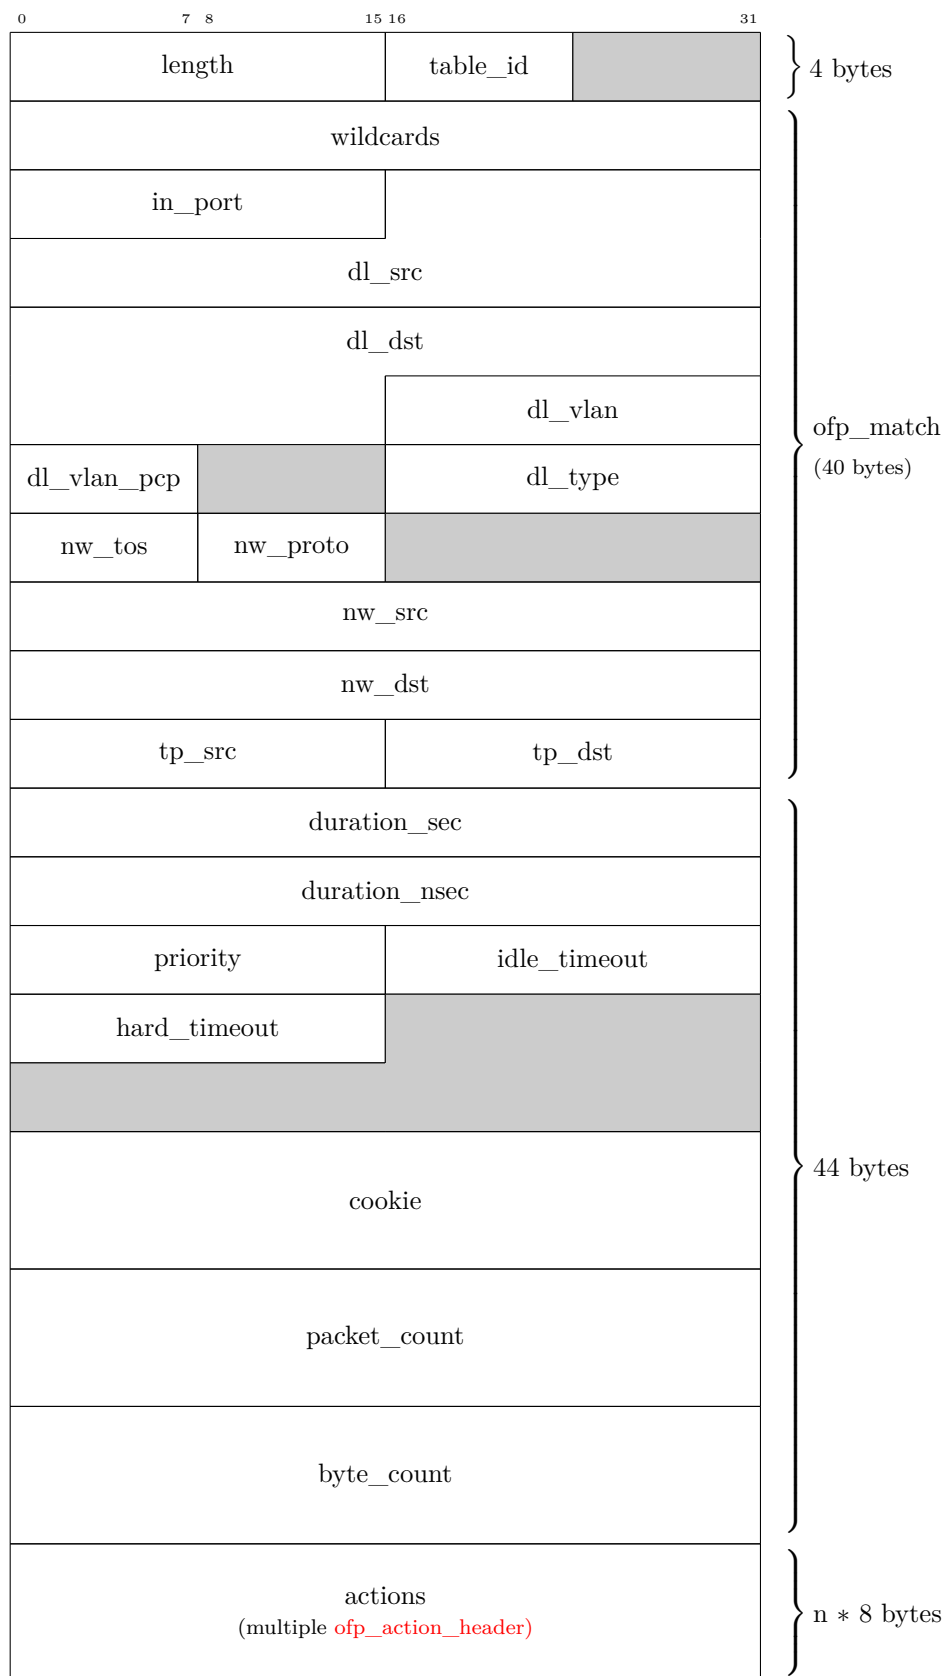 0 7 8 15 16 31
length table_id
4 bytes
wildcards
in_port
dl_src
dl_dst
dl_vlan
ofp_match
(40 bytes)
dl_vlan_pcp dl_type
nw_tos nw_proto
nw_src
nw_dst
tp_src tp_dst
duration_sec
duration_nsec
priority idle_timeout
hard_timeout
44 bytes
cookie
packet_count
byte_count
actions
(multiple ofp_action_header)
n * 8 bytes